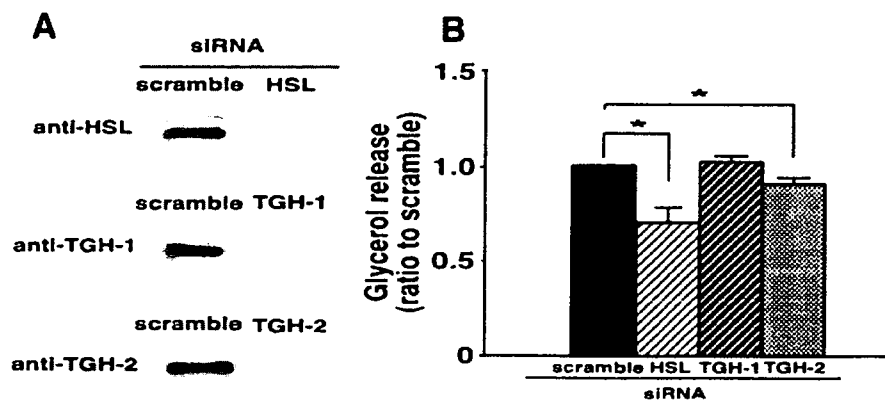 A
siRNA
scramble HSL
anti-HSL
scramble TGH-1
anti-TGH-1
scramble TGH-2
anti-TGH-2
B
Glycerol release
(ratio to scramble)
1.5
1.0
0.5
0
*
*
scramble HSL TGH-1 TGH-2
siRNA